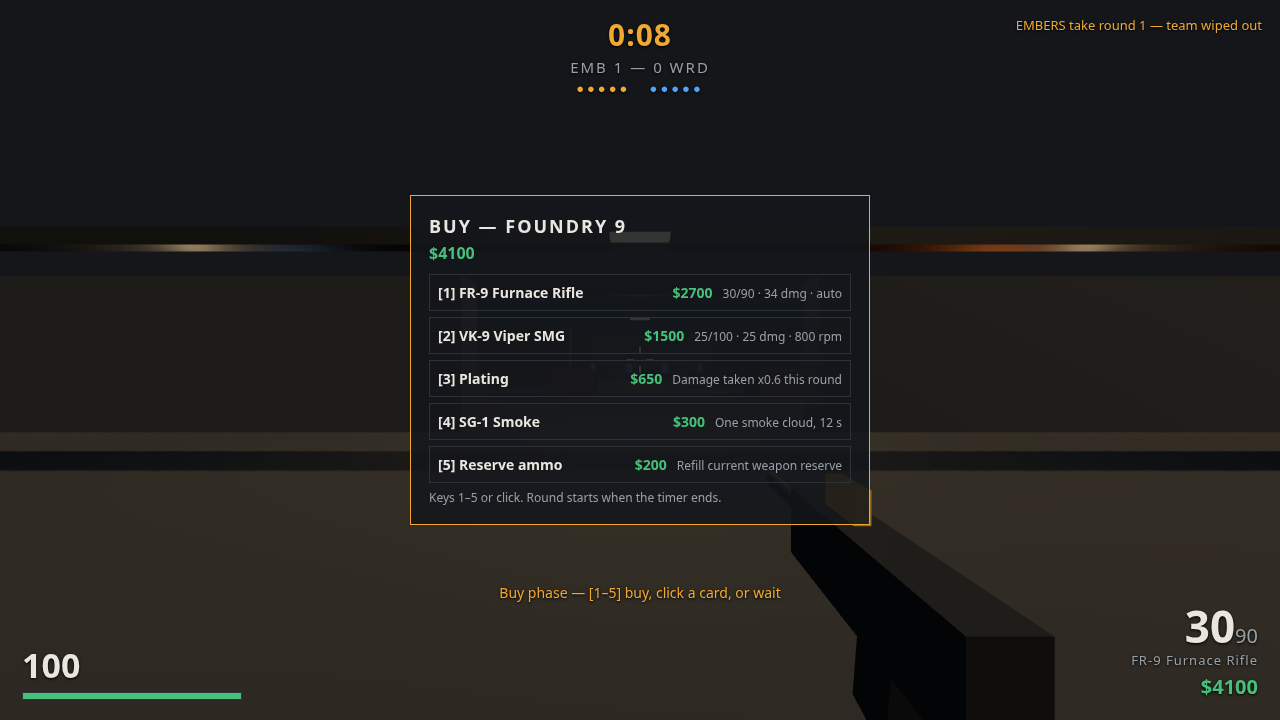 0:08
EMB 1 — 0 WRD
EMBERS take round 1 — team wiped out
BUY — FOUNDRY 9
$4100
[1] FR-9 Furnace Rifle $2700 30/90 · 34 dmg · auto
[2] VK-9 Viper SMG $1500 25/100 · 25 dmg · 800 rpm
[3] Plating $650 Damage taken x0.6 this round
[4] SG-1 Smoke $300 One smoke cloud, 12 s
[5] Reserve ammo $200 Refill current weapon reserve
Keys 1–5 or click. Round starts when the timer ends.
Buy phase — [1–5] buy, click a card, or wait
100
30 90
FR-9 Furnace Rifle
$4100